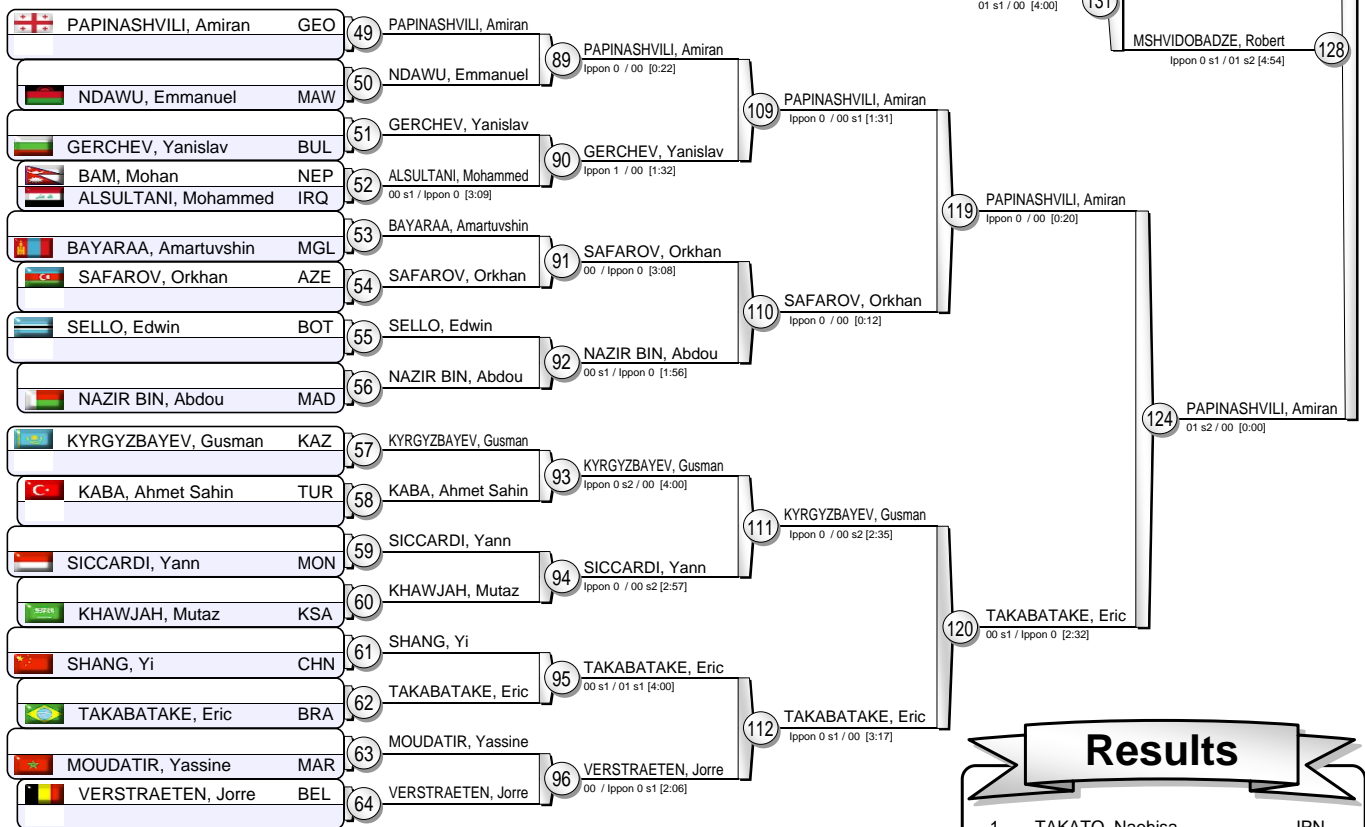 01 s1 / 00 [4:00]
131
MSHVIDOBADZE, Robert
128
Ippon 0 s1 / 01 s2 [4:54]
PAPINASHVILI, Amiran GEO
49
PAPINASHVILI, Amiran
89
PAPINASHVILI, Amiran
Ippon 0 / 00 [0:22]
NDAWU, Emmanuel MAW
50
NDAWU, Emmanuel
109
PAPINASHVILI, Amiran
Ippon 0 / 00 s1 [1:31]
GERCHEV, Yanislav BUL
51
GERCHEV, Yanislav
90
GERCHEV, Yanislav
Ippon 1 / 00 [1:32]
BAM, Mohan NEP
ALSULTANI, Mohammed IRQ
52
ALSULTANI, Mohammed
00 s1 / Ippon 0 [3:09]
119
PAPINASHVILI, Amiran
Ippon 0 / 00 [0:20]
BAYARAA, Amartuvshin MGL
53
BAYARAA, Amartuvshin
91
SAFAROV, Orkhan
00 / Ippon 0 [3:08]
SAFAROV, Orkhan AZE
54
SAFAROV, Orkhan
110
SAFAROV, Orkhan
Ippon 0 / 00 [0:12]
SELLO, Edwin BOT
55
SELLO, Edwin
92
NAZIR BIN, Abdou
00 s1 / Ippon 0 [1:56]
NAZIR BIN, Abdou MAD
56
NAZIR BIN, Abdou
124
PAPINASHVILI, Amiran
01 s2 / 00 [0:00]
KYRGYZBAYEV, Gusman KAZ
57
KYRGYZBAYEV, Gusman
93
KYRGYZBAYEV, Gusman
Ippon 0 s2 / 00 [4:00]
KABA, Ahmet Sahin TUR
58
KABA, Ahmet Sahin
111
KYRGYZBAYEV, Gusman
Ippon 0 / 00 s2 [2:35]
SICCARDI, Yann MON
59
SICCARDI, Yann
94
SICCARDI, Yann
Ippon 0 / 00 s2 [2:57]
KHAWJAH, Mutaz KSA
60
KHAWJAH, Mutaz
120
TAKABATAKE, Eric
00 s1 / Ippon 0 [2:32]
SHANG, Yi CHN
61
SHANG, Yi
95
TAKABATAKE, Eric
00 s1 / 01 s1 [4:00]
TAKABATAKE, Eric BRA
62
TAKABATAKE, Eric
112
TAKABATAKE, Eric
Ippon 0 s1 / 00 [3:17]
MOUDATIR, Yassine MAR
63
MOUDATIR, Yassine
96
VERSTRAETEN, Jorre
00 / Ippon 0 s1 [2:06]
VERSTRAETEN, Jorre BEL
64
VERSTRAETEN, Jorre
Results
1 TAKATO, Naohisa JPN